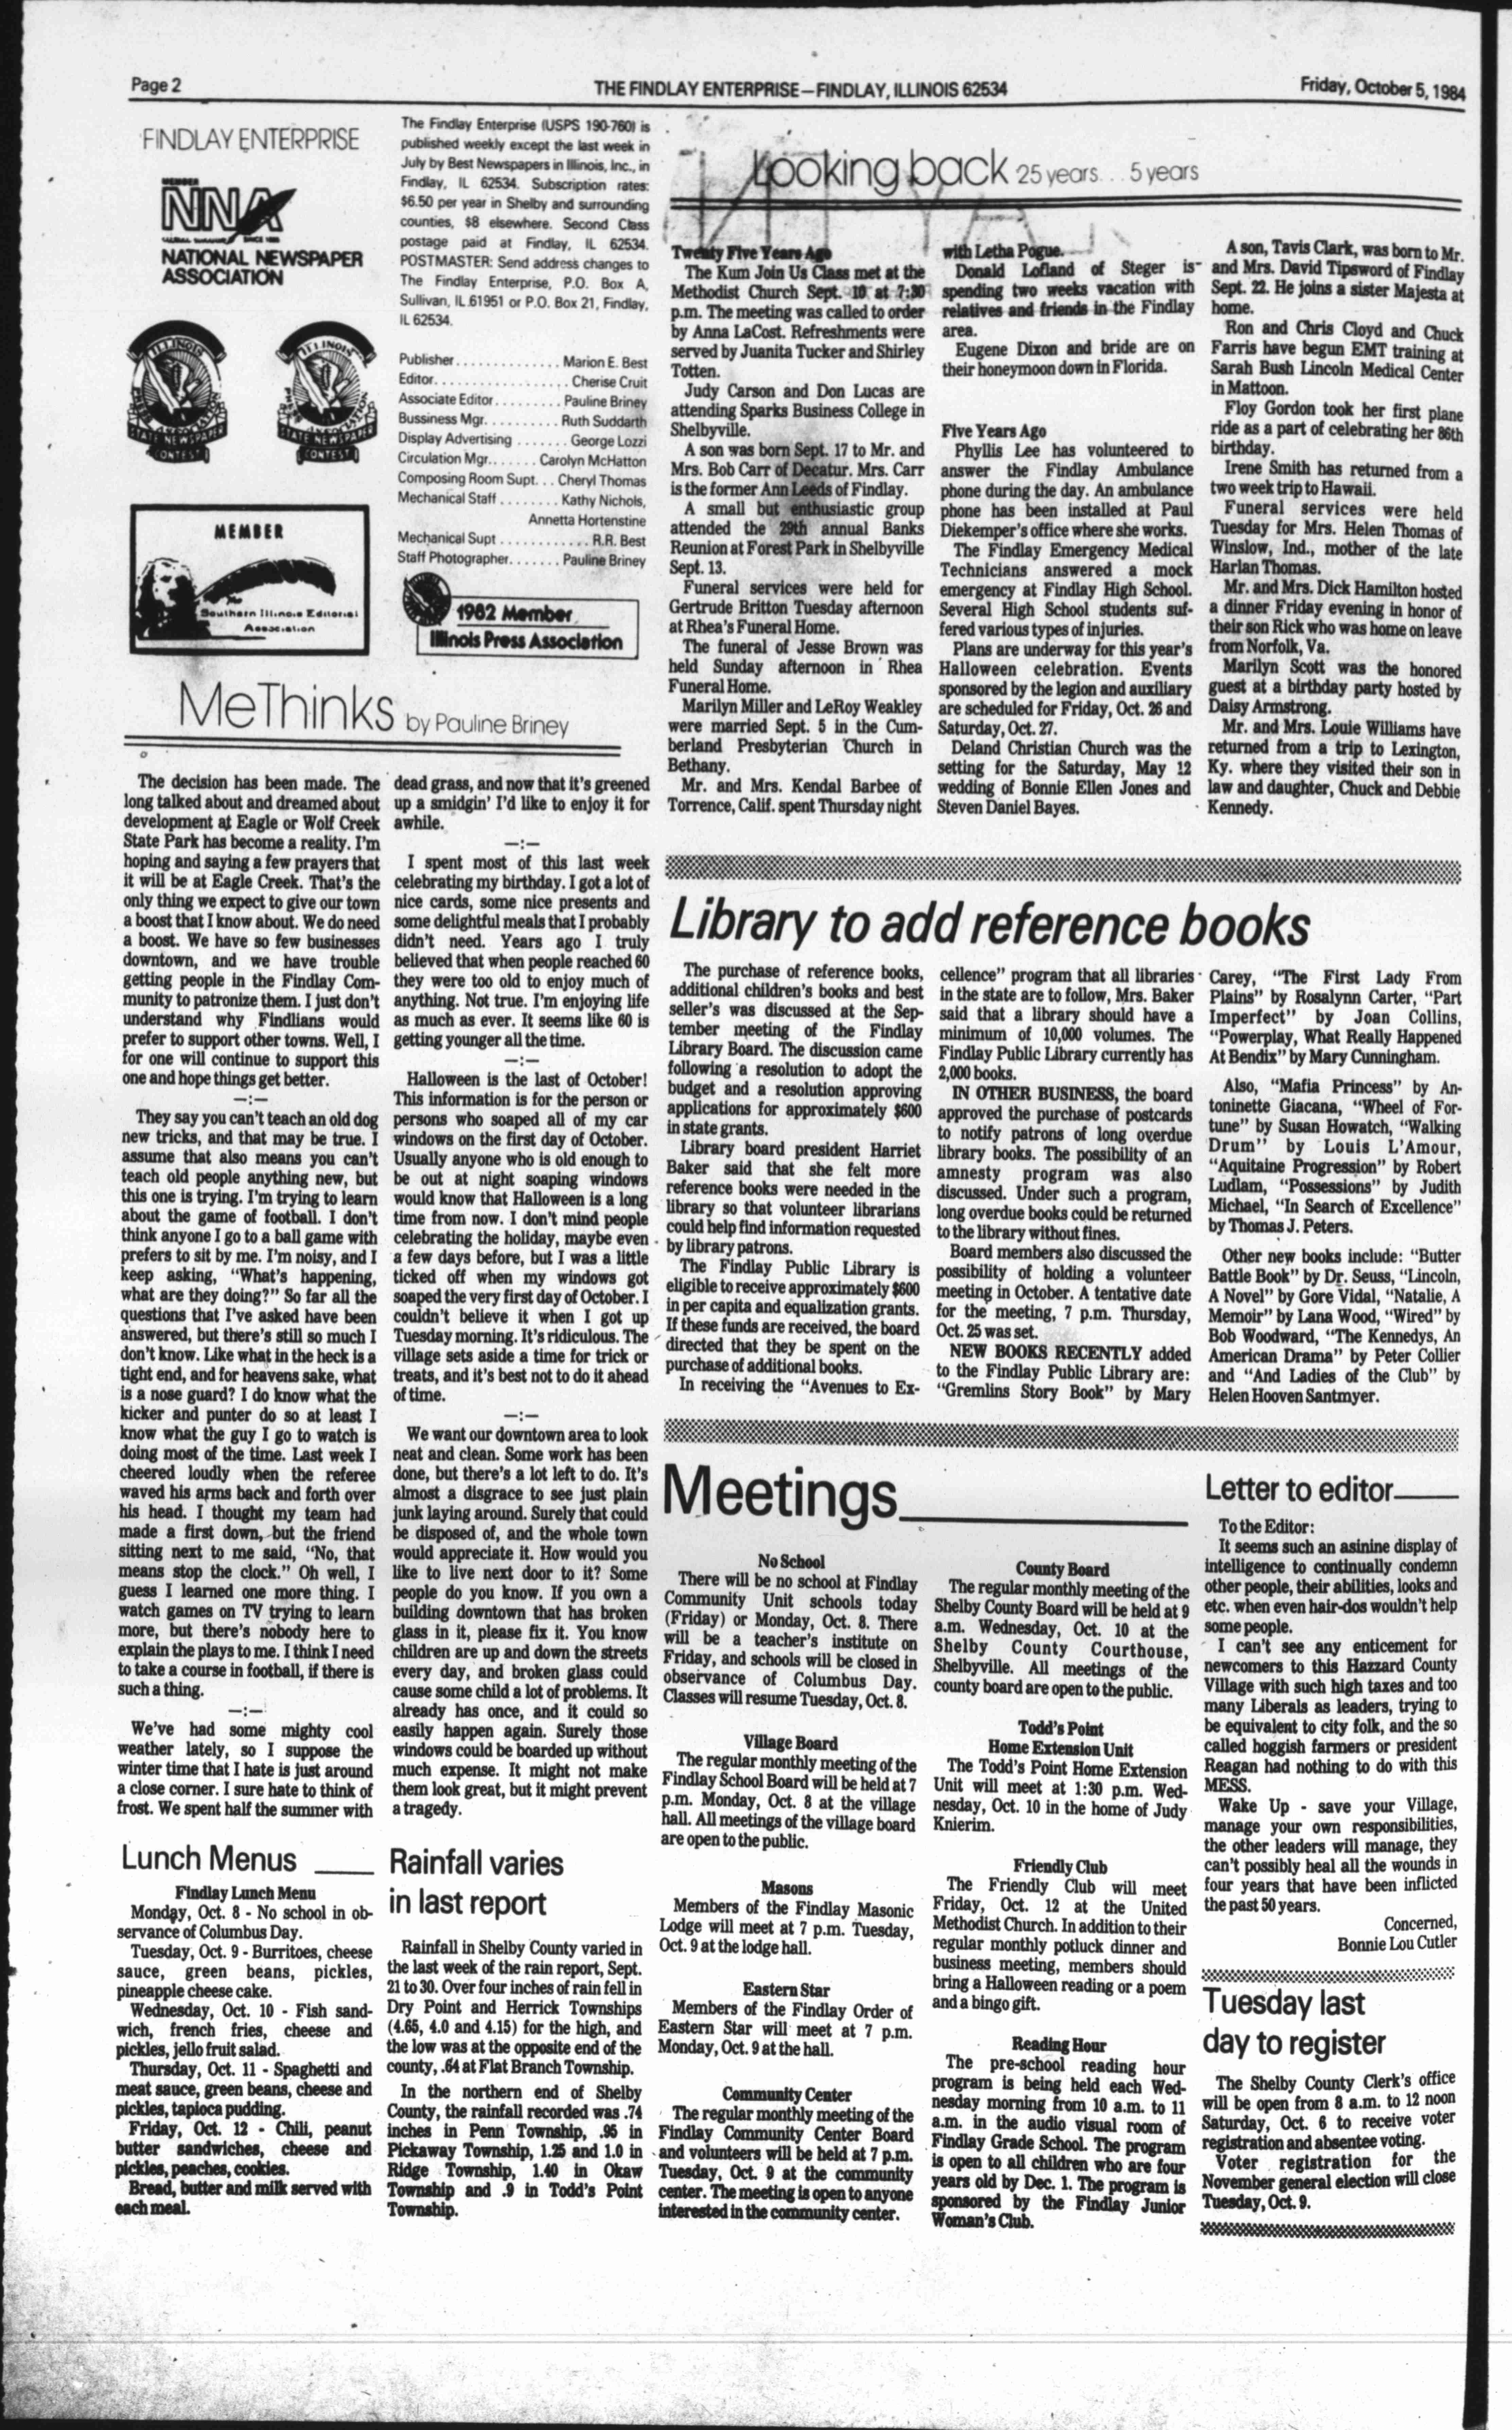 Page 2
THE FINDLAY ENTERPRISE—FINDLAY, ILLINOIS 62534
Friday, October 5, 1984
FINDLAY ENTERPRISE
MEMBER
NNA
SINCE 1885
NATIONAL NEWSPAPER
ASSOCIATION
ILLINOIS
PRESS ASSOCIATION
STATE NEWSPAPER
CONTEST
ILLINOIS
PRESS ASSOCIATION
STATE NEWSPAPER
CONTEST
MEMBER
The
Southern Illinois Editorial
Association
The Findlay Enterprise (USPS 190-760) is
published weekly except the last week in
July by Best Newspapers in Illinois, Inc., in
Findlay, IL 62534. Subscription rates:
$6.50 per year in Shelby and surrounding
counties, $8 elsewhere. Second Class
postage paid at Findlay, IL 62534.
POSTMASTER: Send address changes to
The Findlay Enterprise, P.O. Box A,
Sullivan, IL 61951 or P.O. Box 21, Findlay,
IL 62534.
Publisher............. Marion E. Best
Editor................. Cherise Cruit
Associate Editor......... Pauline Briney
Bussiness Mgr.......... Ruth Suddarth
Display Advertising ....... George Lozzi
Circulation Mgr....... Carolyn McHatton
Composing Room Supt... Cheryl Thomas
Mechanical Staff ........ Kathy Nichols,
Annetta Hortenstine
Mechanical Supt ............ R.R. Best
Staff Photographer....... Pauline Briney
1982 Member
Illinois Press Association
MeThinks by Pauline Briney
The decision has been made. The
long talked about and dreamed about
development at Eagle or Wolf Creek
State Park has become a reality. I'm
hoping and saying a few prayers that
it will be at Eagle Creek. That's the
only thing we expect to give our town
a boost that I know about. We do need
a boost. We have so few businesses
downtown, and we have trouble
getting people in the Findlay Com-
munity to patronize them. I just don't
understand why Findlians would
prefer to support other towns. Well, I
for one will continue to support this
one and hope things get better.
—:—
They say you can't teach an old dog
new tricks, and that may be true. I
assume that also means you can't
teach old people anything new, but
this one is trying. I'm trying to learn
about the game of football. I don't
think anyone I go to a ball game with
prefers to sit by me. I'm noisy, and I
keep asking, "What's happening,
what are they doing?" So far all the
questions that I've asked have been
answered, but there's still so much I
don't know. Like what in the heck is a
tight end, and for heavens sake, what
is a nose guard? I do know what the
kicker and punter do so at least I
know what the guy I go to watch is
doing most of the time. Last week I
cheered loudly when the referee
waved his arms back and forth over
his head. I thought my team had
made a first down, but the friend
sitting next to me said, "No, that
means stop the clock." Oh well, I
guess I learned one more thing. I
watch games on TV trying to learn
more, but there's nobody here to
explain the plays to me. I think I need
to take a course in football, if there is
such a thing.
—:—
We've had some mighty cool
weather lately, so I suppose the
winter time that I hate is just around
a close corner. I sure hate to think of
frost. We spent half the summer with
dead grass, and now that it's greened
up a smidgin' I'd like to enjoy it for
awhile.
—:—
I spent most of this last week
celebrating my birthday. I got a lot of
nice cards, some nice presents and
some delightful meals that I probably
didn't need. Years ago I truly
believed that when people reached 60
they were too old to enjoy much of
anything. Not true. I'm enjoying life
as much as ever. It seems like 60 is
getting younger all the time.
—:—
Halloween is the last of October!
This information is for the person or
persons who soaped all of my car
windows on the first day of October.
Usually anyone who is old enough to
be out at night soaping windows
would know that Halloween is a long
time from now. I don't mind people
celebrating the holiday, maybe even
a few days before, but I was a little
ticked off when my windows got
soaped the very first day of October. I
couldn't believe it when I got up
Tuesday morning. It's ridiculous. The
village sets aside a time for trick or
treats, and it's best not to do it ahead
of time.
—:—
We want our downtown area to look
neat and clean. Some work has been
done, but there's a lot left to do. It's
almost a disgrace to see just plain
junk laying around. Surely that could
be disposed of, and the whole town
would appreciate it. How would you
like to live next door to it? Some
people do you know. If you own a
building downtown that has broken
glass in it, please fix it. You know
children are up and down the streets
every day, and broken glass could
cause some child a lot of problems. It
already has once, and it could so
easily happen again. Surely those
windows could be boarded up without
much expense. It might not make
them look great, but it might prevent
a tragedy.
Lunch Menus
Findlay Lunch Menu
Monday, Oct. 8 - No school in ob-
servance of Columbus Day.
Tuesday, Oct. 9 - Burritoes, cheese
sauce, green beans, pickles,
pineapple cheese cake.
Wednesday, Oct. 10 - Fish sand-
wich, french fries, cheese and
pickles, jello fruit salad.
Thursday, Oct. 11 - Spaghetti and
meat sauce, green beans, cheese and
pickles, tapioca pudding.
Friday, Oct. 12 - Chili, peanut
butter sandwiches, cheese and
pickles, peaches, cookies.
Bread, butter and milk served with
each meal.
Rainfall varies
in last report
Rainfall in Shelby County varied in
the last week of the rain report, Sept.
21 to 30. Over four inches of rain fell in
Dry Point and Herrick Townships
(4.65, 4.0 and 4.15) for the high, and
the low was at the opposite end of the
county, .64 at Flat Branch Township.
In the northern end of Shelby
County, the rainfall recorded was .74
inches in Penn Township, .95 in
Pickaway Township, 1.25 and 1.0 in
Ridge Township, 1.40 in Okaw
Township and .9 in Todd's Point
Township.
Looking back 25 years... 5 years
Twenty Five Years Ago
The Kum Join Us Class met at the
Methodist Church Sept. 10 at 7:30
p.m. The meeting was called to order
by Anna LaCost. Refreshments were
served by Juanita Tucker and Shirley
Totten.
Judy Carson and Don Lucas are
attending Sparks Business College in
Shelbyville.
A son was born Sept. 17 to Mr. and
Mrs. Bob Carr of Decatur. Mrs. Carr
is the former Ann Leeds of Findlay.
A small but enthusiastic group
attended the 29th annual Banks
Reunion at Forest Park in Shelbyville
Sept. 13.
Funeral services were held for
Gertrude Britton Tuesday afternoon
at Rhea's Funeral Home.
The funeral of Jesse Brown was
held Sunday afternoon in Rhea
Funeral Home.
Marilyn Miller and LeRoy Weakley
were married Sept. 5 in the Cum-
berland Presbyterian Church in
Bethany.
Mr. and Mrs. Kendal Barbee of
Torrence, Calif. spent Thursday night
with Letha Pogue.
Donald Lofland of Steger is
spending two weeks vacation with
relatives and friends in the Findlay
area.
Eugene Dixon and bride are on
their honeymoon down in Florida.
Five Years Ago
Phyllis Lee has volunteered to
answer the Findlay Ambulance
phone during the day. An ambulance
phone has been installed at Paul
Diekemper's office where she works.
The Findlay Emergency Medical
Technicians answered a mock
emergency at Findlay High School.
Several High School students suf-
fered various types of injuries.
Plans are underway for this year's
Halloween celebration. Events
sponsored by the legion and auxiliary
are scheduled for Friday, Oct. 26 and
Saturday, Oct. 27.
Deland Christian Church was the
setting for the Saturday, May 12
wedding of Bonnie Ellen Jones and
Steven Daniel Bayes.
A son, Tavis Clark, was born to Mr.
and Mrs. David Tipsword of Findlay
Sept. 22. He joins a sister Majesta at
home.
Ron and Chris Cloyd and Chuck
Farris have begun EMT training at
Sarah Bush Lincoln Medical Center
in Mattoon.
Floy Gordon took her first plane
ride as a part of celebrating her 86th
birthday.
Irene Smith has returned from a
two week trip to Hawaii.
Funeral services were held
Tuesday for Mrs. Helen Thomas of
Winslow, Ind., mother of the late
Harlan Thomas.
Mr. and Mrs. Dick Hamilton hosted
a dinner Friday evening in honor of
their son Rick who was home on leave
from Norfolk, Va.
Marilyn Scott was the honored
guest at a birthday party hosted by
Daisy Armstrong.
Mr. and Mrs. Louie Williams have
returned from a trip to Lexington,
Ky. where they visited their son in
law and daughter, Chuck and Debbie
Kennedy.
Library to add reference books
The purchase of reference books,
additional children's books and best
seller's was discussed at the Sep-
tember meeting of the Findlay
Library Board. The discussion came
following a resolution to adopt the
budget and a resolution approving
applications for approximately $600
in state grants.
Library board president Harriet
Baker said that she felt more
reference books were needed in the
library so that volunteer librarians
could help find information requested
by library patrons.
The Findlay Public Library is
eligible to receive approximately $600
in per capita and equalization grants.
If these funds are received, the board
directed that they be spent on the
purchase of additional books.
In receiving the "Avenues to Ex-
cellence" program that all libraries
in the state are to follow, Mrs. Baker
said that a library should have a
minimum of 10,000 volumes. The
Findlay Public Library currently has
2,000 books.
IN OTHER BUSINESS, the board
approved the purchase of postcards
to notify patrons of long overdue
library books. The possibility of an
amnesty program was also
discussed. Under such a program,
long overdue books could be returned
to the library without fines.
Board members also discussed the
possibility of holding a volunteer
meeting in October. A tentative date
for the meeting, 7 p.m. Thursday,
Oct. 25 was set.
NEW BOOKS RECENTLY added
to the Findlay Public Library are:
"Gremlins Story Book" by Mary
Carey, "The First Lady From
Plains" by Rosalynn Carter, "Part
Imperfect" by Joan Collins,
"Powerplay, What Really Happened
At Bendix" by Mary Cunningham.
Also, "Mafia Princess" by An-
toninette Giacana, "Wheel of For-
tune" by Susan Howatch, "Walking
Drum" by Louis L'Amour,
"Aquitaine Progression" by Robert
Ludlam, "Possessions" by Judith
Michael, "In Search of Excellence"
by Thomas J. Peters.
Other new books include: "Butter
Battle Book" by Dr. Seuss, "Lincoln,
A Novel" by Gore Vidal, "Natalie, A
Memoir" by Lana Wood, "Wired" by
Bob Woodward, "The Kennedys, An
American Drama" by Peter Collier
and "And Ladies of the Club" by
Helen Hooven Santmyer.
Meetings
No School
There will be no school at Findlay
Community Unit schools today
(Friday) or Monday, Oct. 8. There
will be a teacher's institute on
Friday, and schools will be closed in
observance of Columbus Day.
Classes will resume Tuesday, Oct. 8.
Village Board
The regular monthly meeting of the
Findlay School Board will be held at 7
p.m. Monday, Oct. 8 at the village
hall. All meetings of the village board
are open to the public.
Masons
Members of the Findlay Masonic
Lodge will meet at 7 p.m. Tuesday,
Oct. 9 at the lodge hall.
Eastern Star
Members of the Findlay Order of
Eastern Star will meet at 7 p.m.
Monday, Oct. 9 at the hall.
Community Center
The regular monthly meeting of the
Findlay Community Center Board
and volunteers will be held at 7 p.m.
Tuesday, Oct. 9 at the community
center. The meeting is open to anyone
interested in the community center.
County Board
The regular monthly meeting of the
Shelby County Board will be held at 9
a.m. Wednesday, Oct. 10 at the
Shelby County Courthouse,
Shelbyville. All meetings of the
county board are open to the public.
Todd's Point
Home Extension Unit
The Todd's Point Home Extension
Unit will meet at 1:30 p.m. Wed-
nesday, Oct. 10 in the home of Judy
Knierim.
Friendly Club
The Friendly Club will meet
Friday, Oct. 12 at the United
Methodist Church. In addition to their
regular monthly potluck dinner and
business meeting, members should
bring a Halloween reading or a poem
and a bingo gift.
Reading Hour
The pre-school reading hour
program is being held each Wed-
nesday morning from 10 a.m. to 11
a.m. in the audio visual room of
Findlay Grade School. The program
is open to all children who are four
years old by Dec. 1. The program is
sponsored by the Findlay Junior
Woman's Club.
Letter to editor
To the Editor:
It seems such an asinine display of
intelligence to continually condemn
other people, their abilities, looks and
etc. when even hair-dos wouldn't help
some people.
I can't see any enticement for
newcomers to this Hazzard County
Village with such high taxes and too
many Liberals as leaders, trying to
be equivalent to city folk, and the so
called hoggish farmers or president
Reagan had nothing to do with this
MESS.
Wake Up - save your Village,
manage your own responsibilities,
the other leaders will manage, they
can't possibly heal all the wounds in
four years that have been inflicted
the past 50 years.
Concerned,
Bonnie Lou Cutler
Tuesday last
day to register
The Shelby County Clerk's office
will be open from 8 a.m. to 12 noon
Saturday, Oct. 6 to receive voter
registration and absentee voting.
Voter registration for the
November general election will close
Tuesday, Oct. 9.